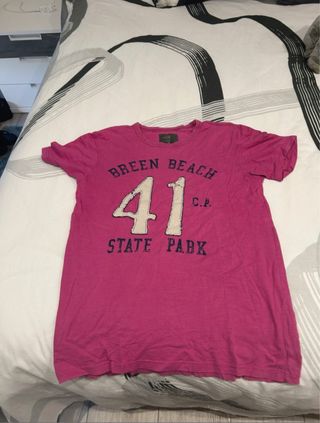 BREEN BEACH
41 C.P.
STATE PARK